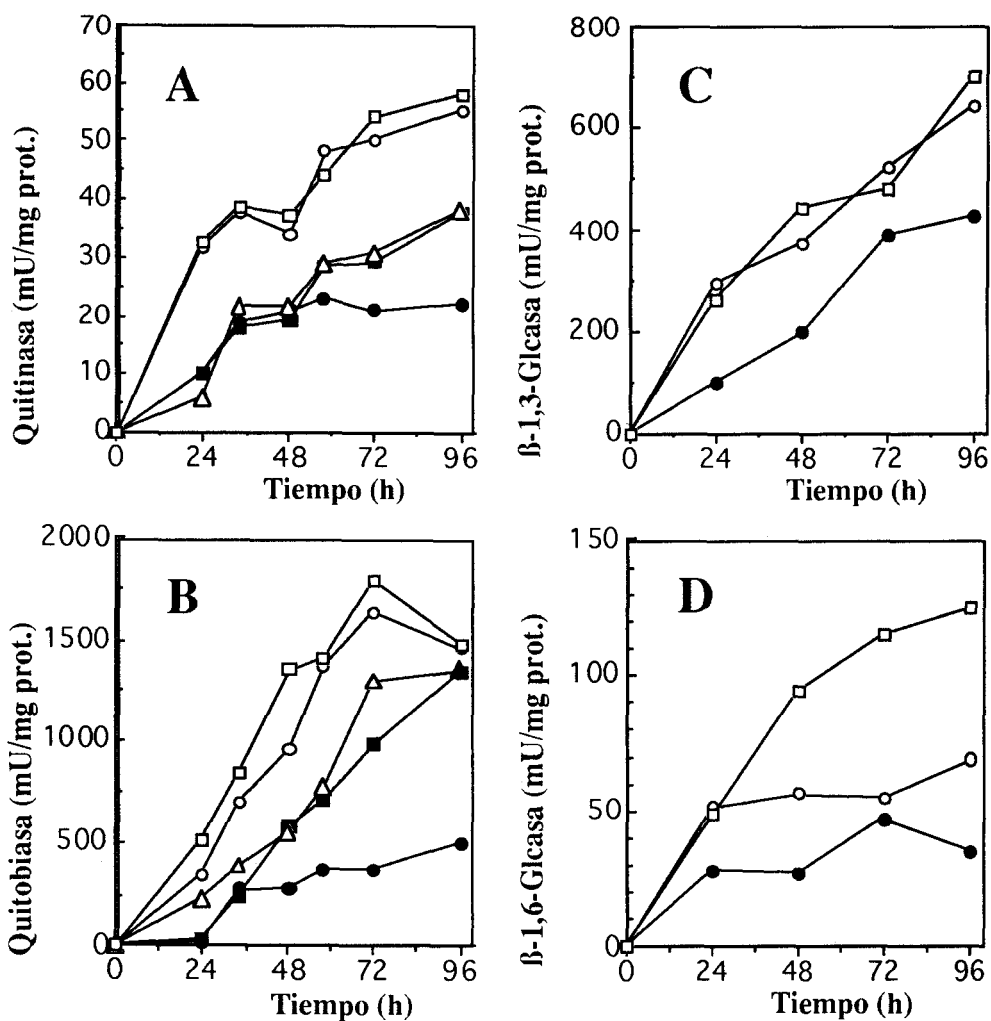 A
Quitinasa (mU/mg prot.)
70
60
50
40
30
20
10
0
0 24 48 72 96
Tiempo (h)
C
ß-1,3-Glcasa (mU/mg prot.)
800
600
400
200
0
0 24 48 72 96
Tiempo (h)
B
Quitobiasa (mU/mg prot.)
2000
1500
1000
500
0
0 24 48 72 96
Tiempo (h)
D
ß-1,6-Glcasa (mU/mg prot.)
150
100
50
0
0 24 48 72 96
Tiempo (h)